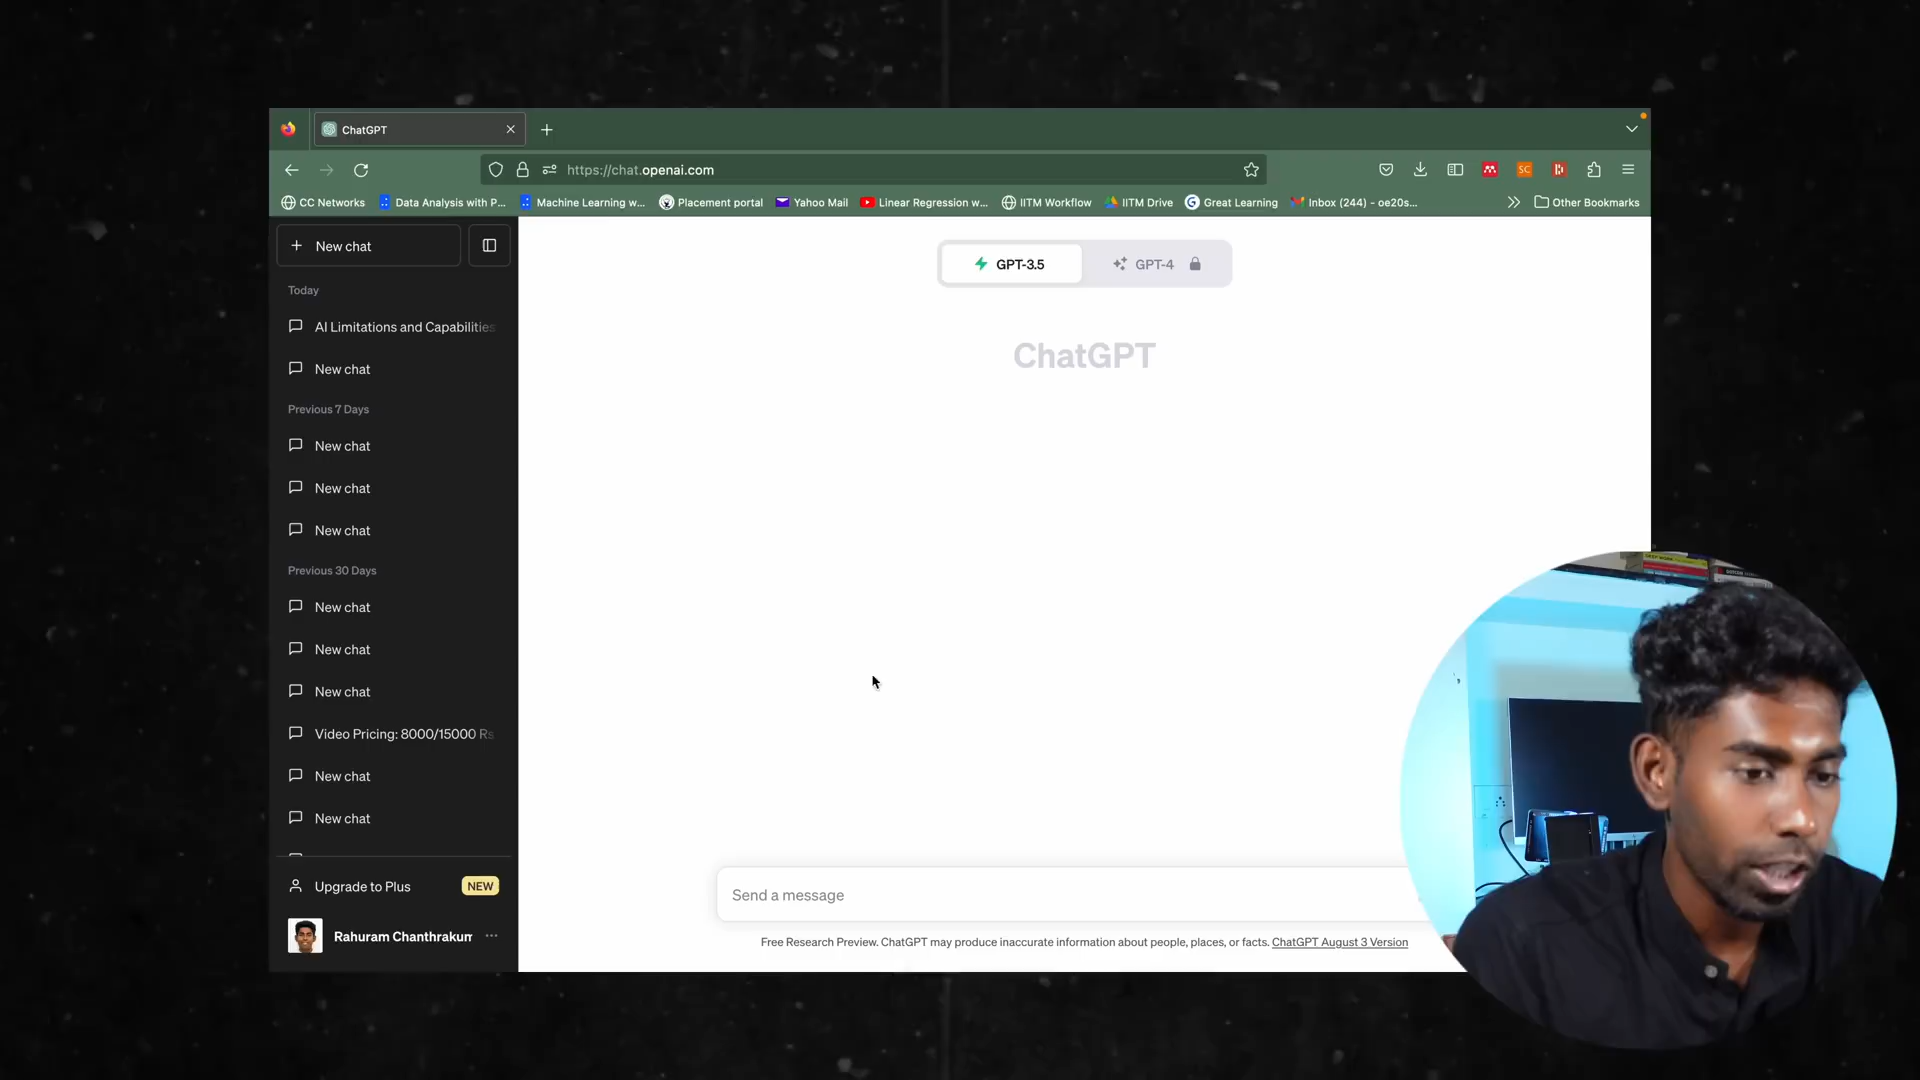 ChatGPT
https://chat.openai.com
CC Networks
Data Analysis with P...
Machine Learning w...
Placement portal
Yahoo Mail
Linear Regression w...
IITM Workflow
IITM Drive
Great Learning
Inbox (244) - oe20s...
Other Bookmarks
New chat
Today
AI Limitations and Capabilities
New chat
Previous 7 Days
New chat
New chat
New chat
Previous 30 Days
New chat
New chat
New chat
Video Pricing: 8000/15000 Rs
New chat
New chat
Upgrade to Plus
NEW
Rahuram Chanthrakum
GPT-3.5
GPT-4
ChatGPT
Send a message
Free Research Preview. ChatGPT may produce inaccurate information about people, places, or facts. ChatGPT August 3 Version